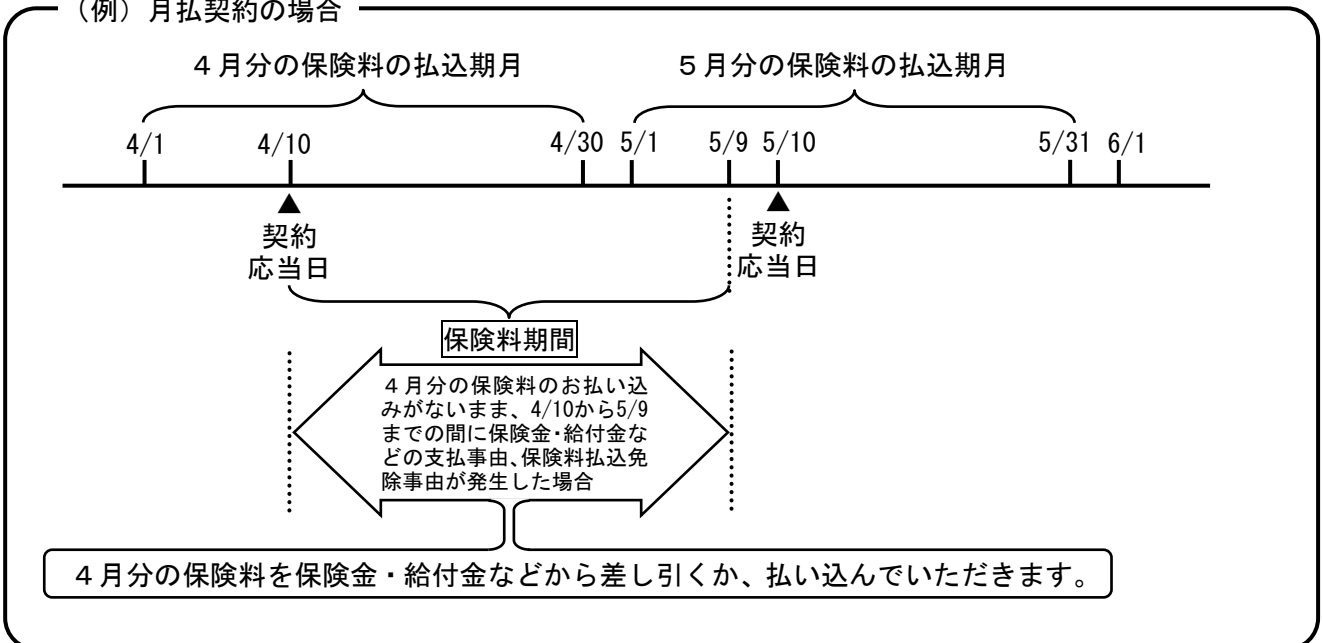 （例）月払契約の場合
４月分の保険料の払込期月
５月分の保険料の払込期月
4/1 4/10 4/30 5/1 5/9 5/10 5/31 6/1
契約
応当日
契約
応当日
保険料期間
４月分の保険料のお払い込
みがないまま、4/10から5/9
までの間に保険金・給付金な
どの支払事由、保険料払込免
除事由が発生した場合
４月分の保険料を保険金・給付金などから差し引くか、払い込んでいただきます。